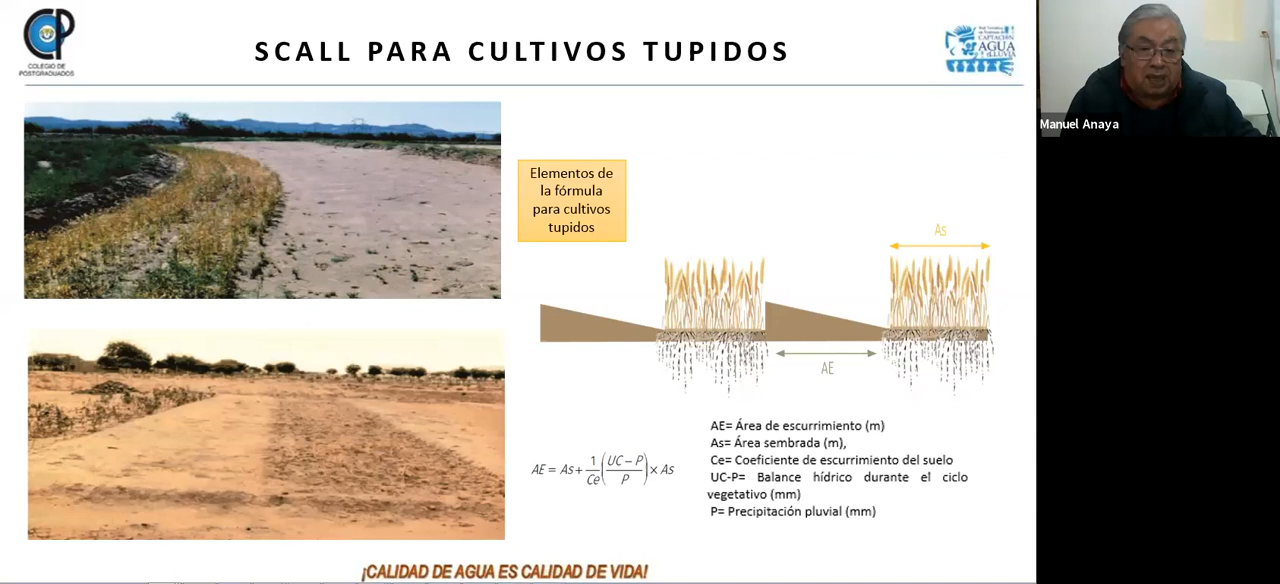 COLEGIO DE
POSTGRADUADOS
SCALL PARA CULTIVOS TUPIDOS
CAPTACIÓN
AGUA
Manuel Anaya
Elementos de
la fórmula
para cultivos
tupidos
As
AE
AE = As + 1/Ce ( UC – P / P ) × As
AE= Área de escurrimiento (m)
As= Área sembrada (m),
Ce= Coeficiente de escurrimiento del suelo
UC-P= Balance hídrico durante el ciclo
vegetativo (mm)
P= Precipitación pluvial (mm)
¡CALIDAD DE AGUA ES CALIDAD DE VIDA!